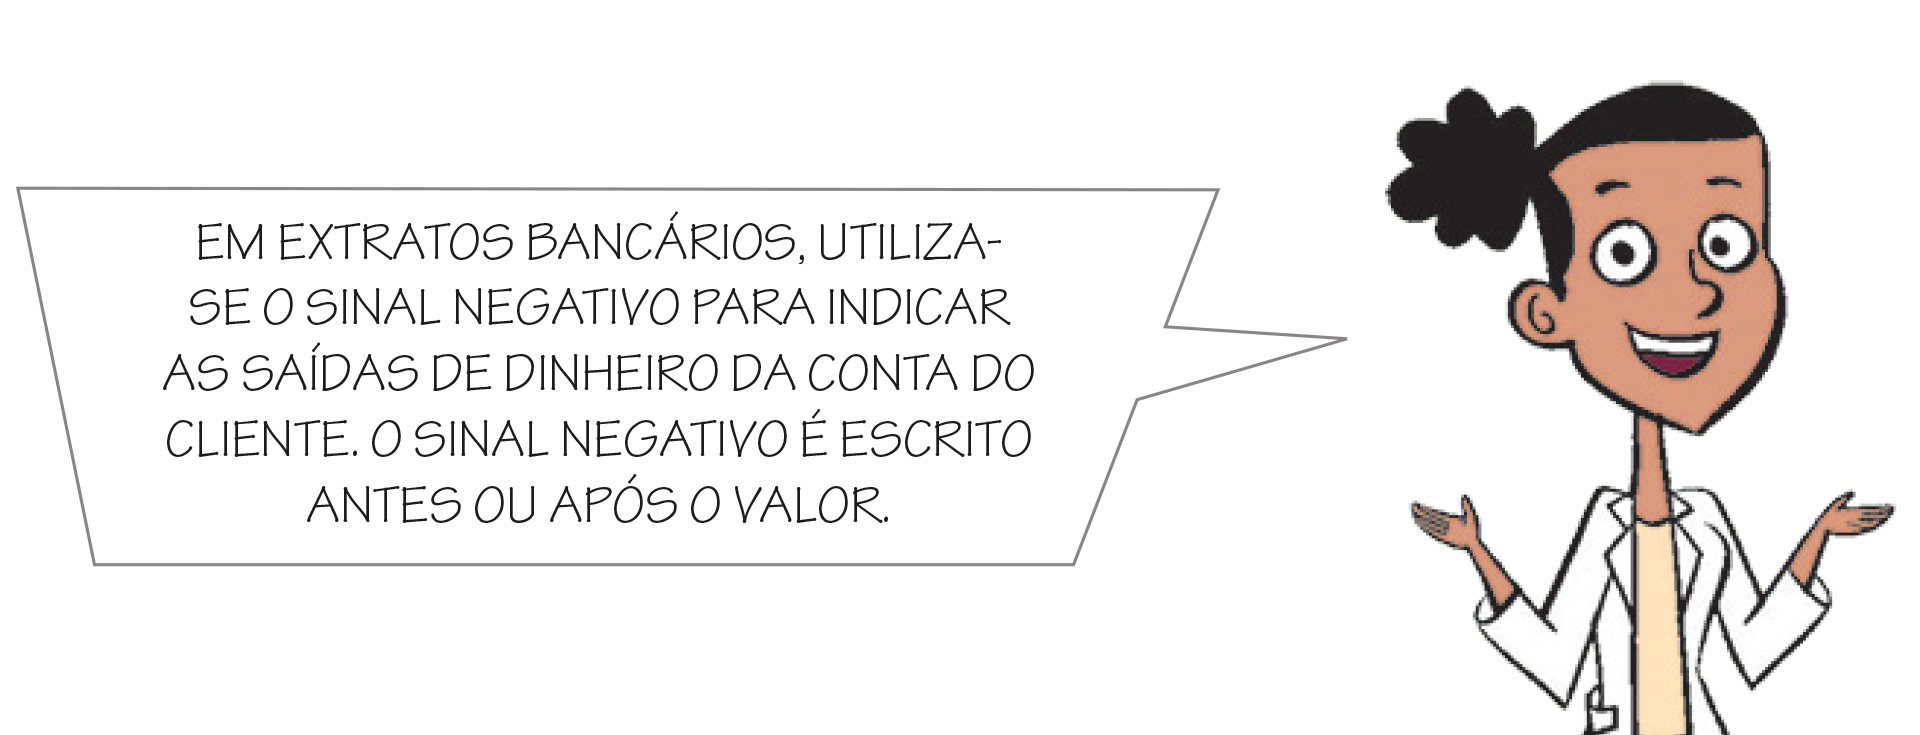 EM EXTRATOS BANCÁRIOS, UTILIZA-
SE O SINAL NEGATIVO PARA INDICAR
AS SAÍDAS DE DINHEIRO DA CONTA DO
CLIENTE. O SINAL NEGATIVO É ESCRITO
ANTES OU APÓS O VALOR.